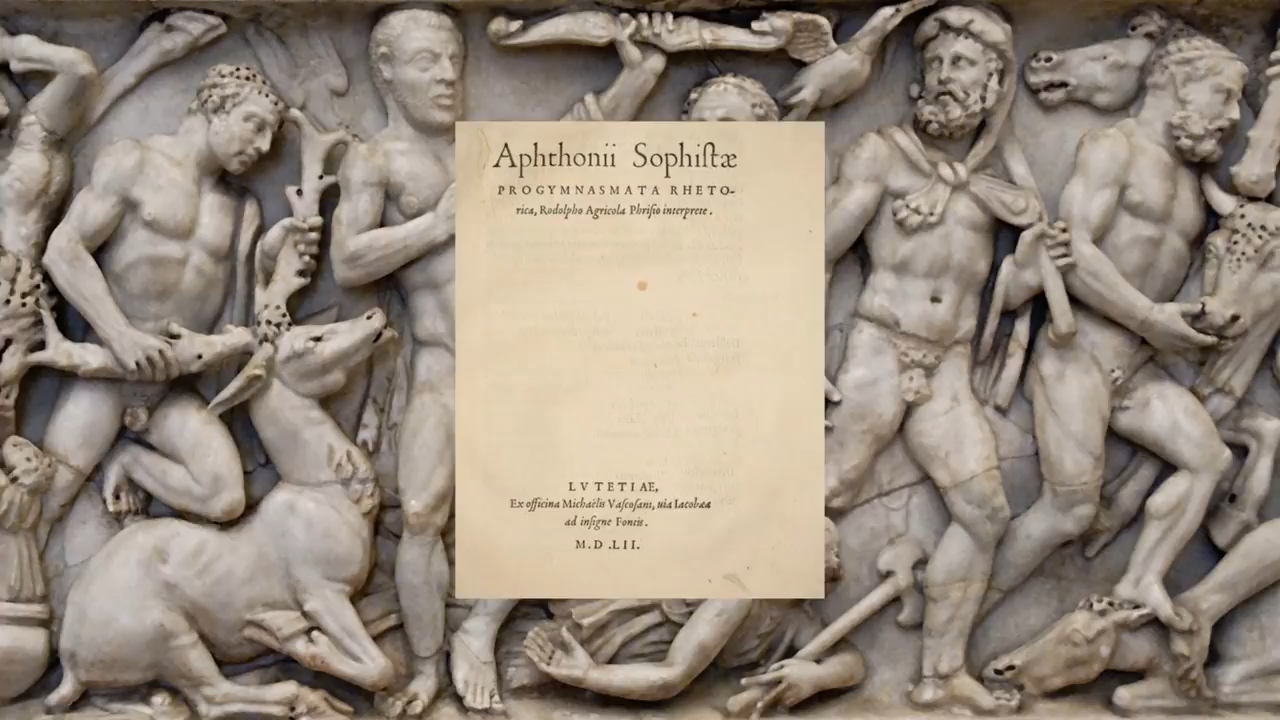 Aphthonii Sophiſtæ
PROGYMNASMATA RHETO-
rica, Rodolpho Agricola Phriſio interprete.
LVTETIAE,
Ex officina Michaëlis Vaſcoſani, uia Iacobæa
ad inſigne Fontis.
M.D.LII.